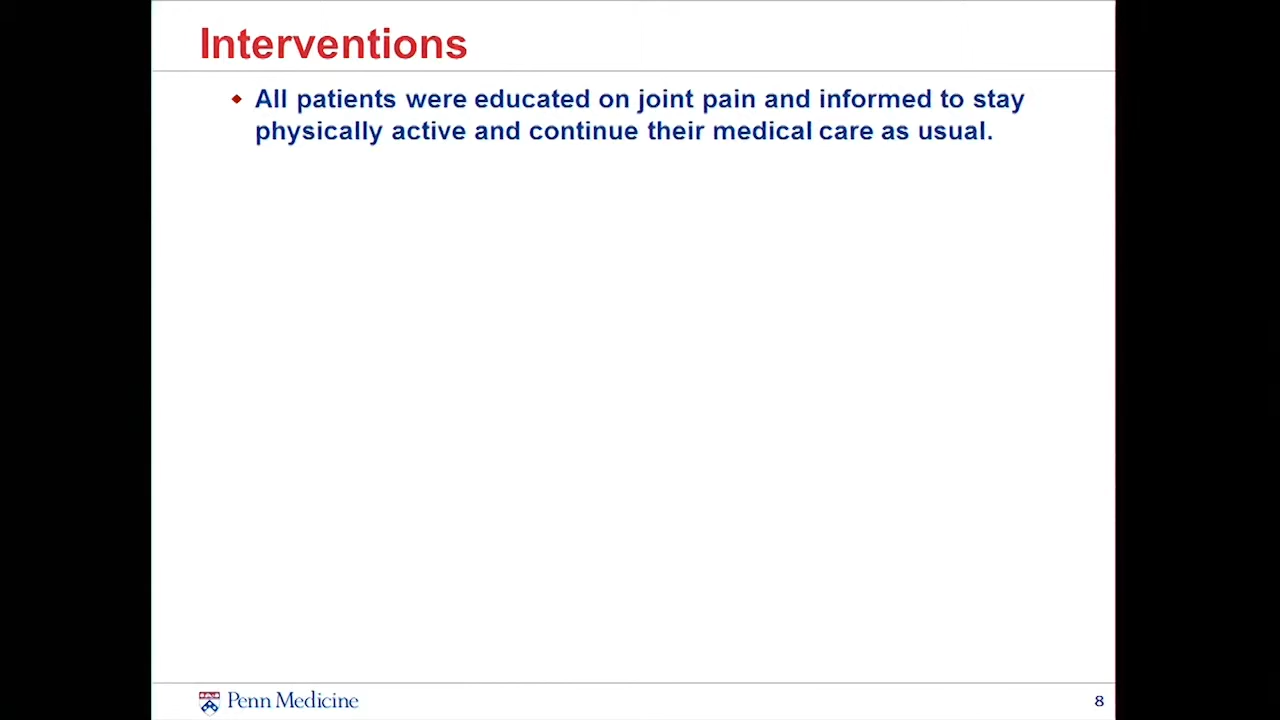 Interventions
All patients were educated on joint pain and informed to stay
physically active and continue their medical care as usual.
Penn Medicine
8